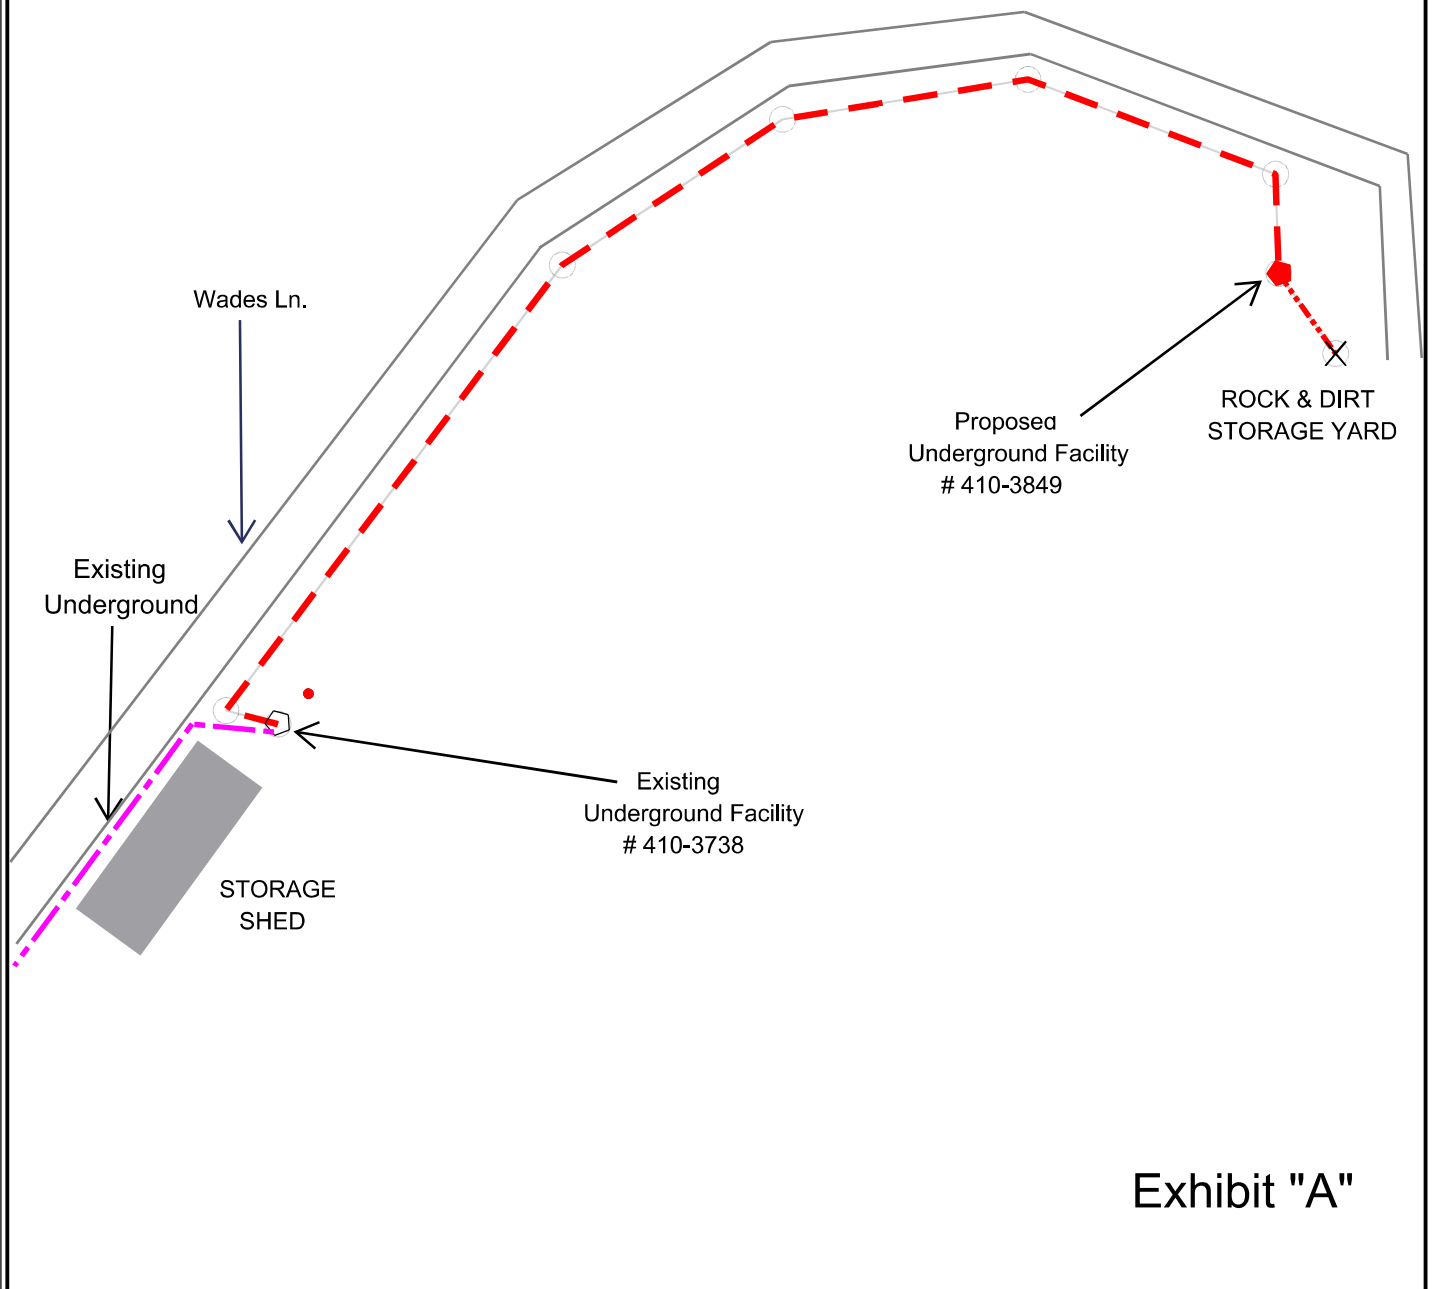 Wades Ln.
ROCK & DIRT
STORAGE YARD
Proposed
Underground Facility
# 410-3849
Existing
Underground
Existing
Underground Facility
# 410-3738
STORAGE
SHED
Exhibit "A"